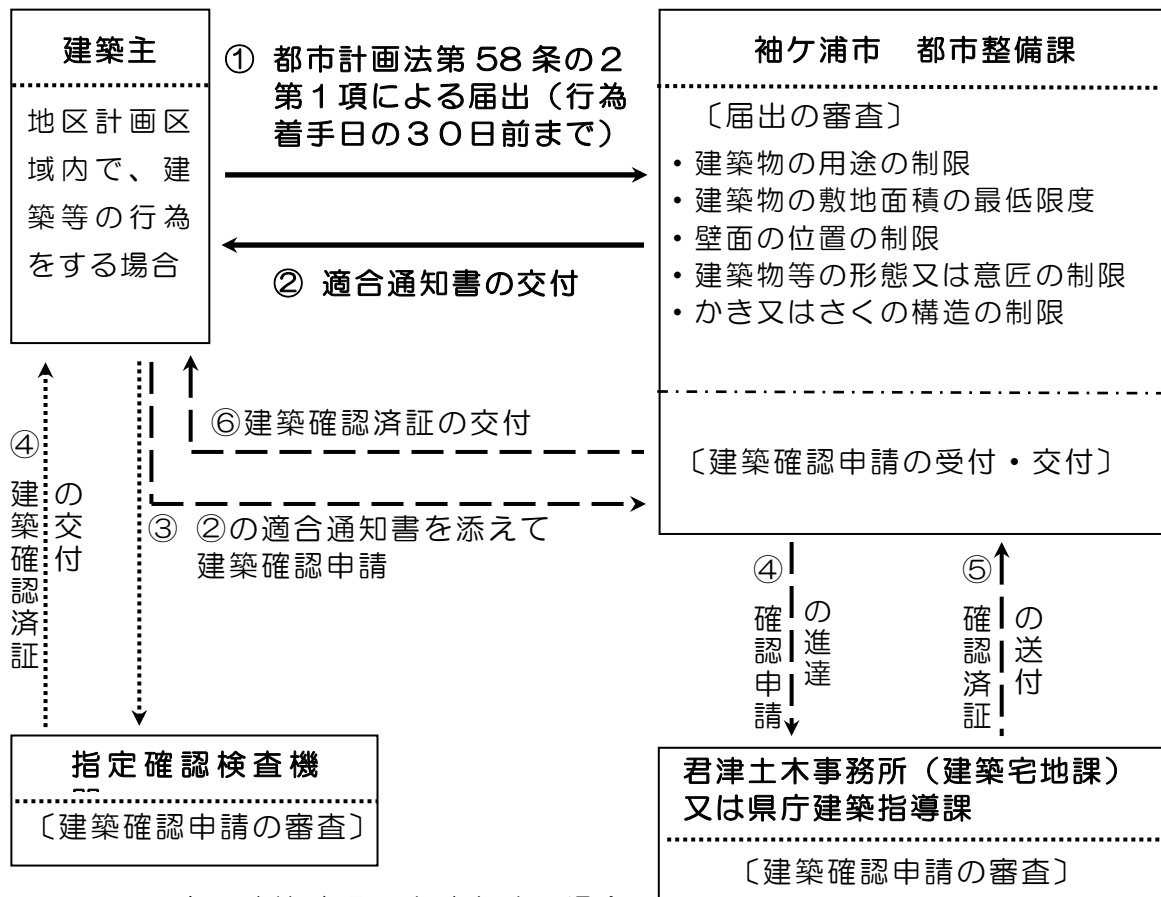 建築主
地区計画区
域内で、建
築等の行為
をする場合
① 都市計画法第58条の2
第1項による届出(行為
着手日の30日前まで)
② 適合通知書の交付
袖ケ浦市 都市整備課
〔届出の審査〕
・建築物の用途の制限
・建築物の敷地面積の最低限度
・壁面の位置の制限
・建築物等の形態又は意匠の制限
・かき又はさくの構造の制限
〔建築確認申請の受付・交付〕
⑥建築確認済証の交付
③ ②の適合通知書を添えて
建築確認申請
④建築確認済証
の交付
④確認申請
の進達
⑤確認済証
の送付
指定確認検査機
〔建築確認申請の審査〕
君津土木事務所(建築宅地課)
又は県庁建築指導課
〔建築確認申請の審査〕